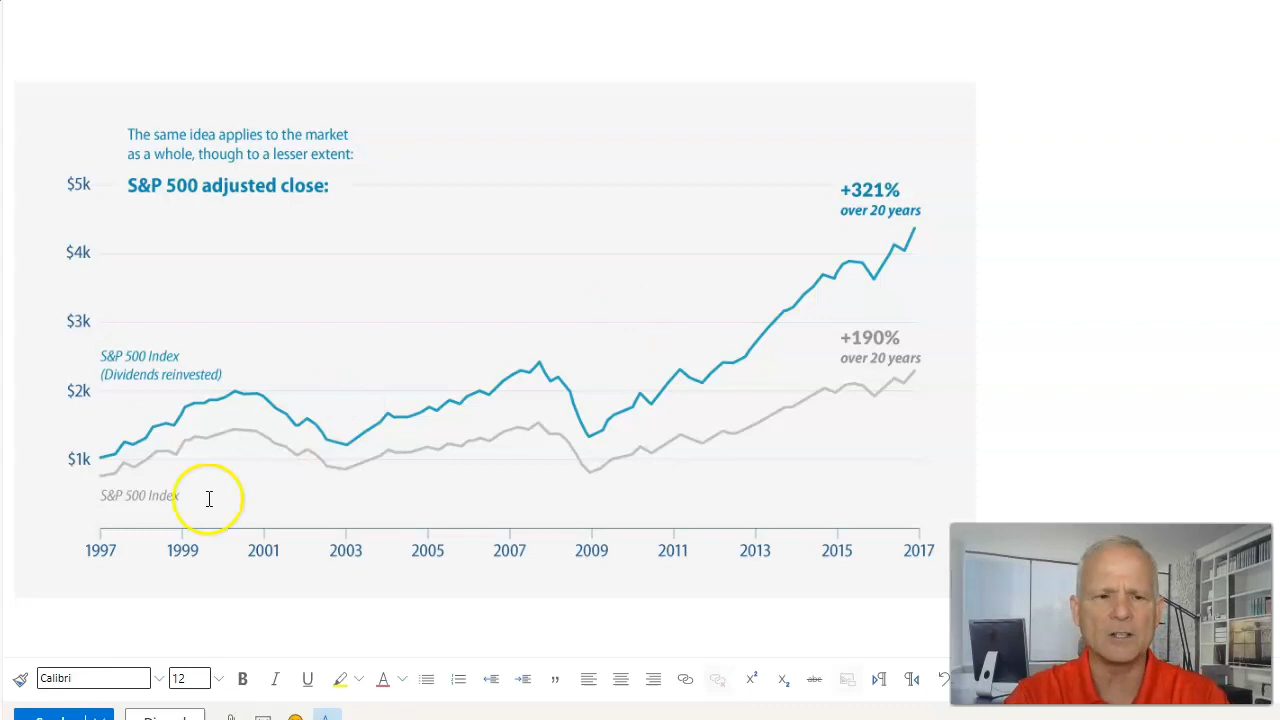 The same idea applies to the market
as a whole, though to a lesser extent:
S&P 500 adjusted close:
$5k
$4k
$3k
$2k
$1k
+321%
over 20 years
+190%
over 20 years
S&P 500 Index
(Dividends reinvested)
S&P 500 Index
1997 1999 2001 2003 2005 2007 2009 2011 2013 2015 2017
Calibri 12 B I U A abc